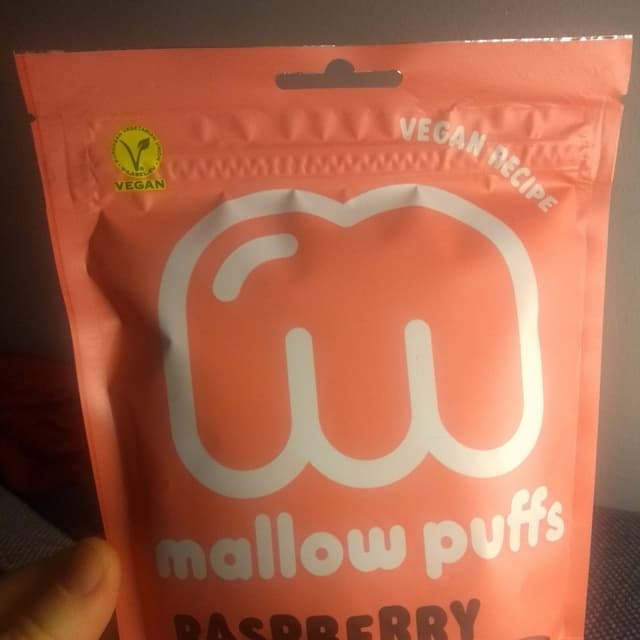 VEGAN RECIPE
VEGAN
mallow puffs
RASPBERRY